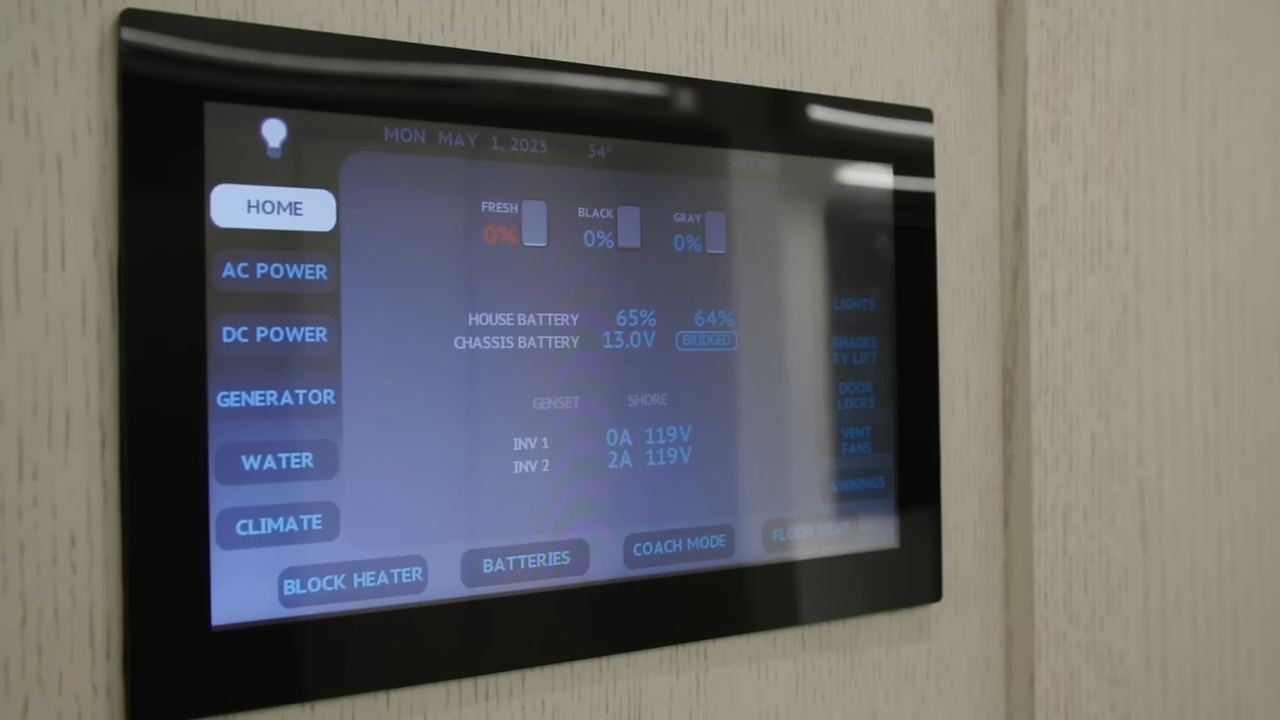 MON MAY 1, 2023 54°
HOME
AC POWER
DC POWER
GENERATOR
WATER
CLIMATE
FRESH
0%
BLACK
0%
GRAY
0%
HOUSE BATTERY 65% 64%
CHASSIS BATTERY 13.0V BRIDGED
GENSET SHORE
INV 1 0A 119V
INV 2 2A 119V
LIGHTS
SHADES
TV LIFT
DOOR
LOCKS
VENT
FANS
AWNINGS
BLOCK HEATER
BATTERIES
COACH MODE
FLOOR HEAT